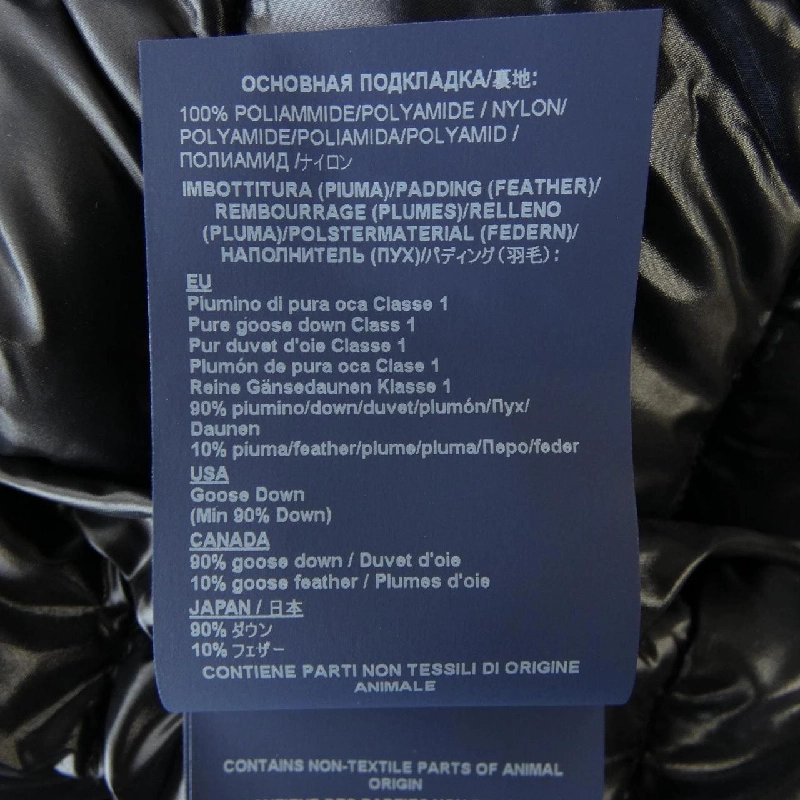 ОСНОВНАЯ ПОДКЛАДКА/裏地:
100% POLIAMMIDE/POLYAMIDE / NYLON/
POLYAMIDE/POLIAMIDA/POLYAMID /
ПОЛИАМИД /ナイロン
IMBOTTITURA (PIUMA)/PADDING (FEATHER)/
REMBOURRAGE (PLUMES)/RELLENO
(PLUMA)/POLSTERMATERIAL (FEDERN)/
НАПОЛНИТЕЛЬ (ПУХ)/パディング(羽毛):
EU
Piumino di pura oca Classe 1
Pure goose down Class 1
Pur duvet d'oie Classe 1
Plumón de pura oca Clase 1
Reine Gänsedaunen Klasse 1
90% piumino/down/duvet/plumón/Пух/
Daunen
10% piuma/feather/plume/pluma/Перо/feder
USA
Goose Down
(Min 90% Down)
CANADA
90% goose down / Duvet d'oie
10% goose feather / Plumes d'oie
JAPAN / 日本
90% ダウン
10% フェザー
CONTIENE PARTI NON TESSILI DI ORIGINE
ANIMALE
CONTAINS NON-TEXTILE PARTS OF ANIMAL
ORIGIN